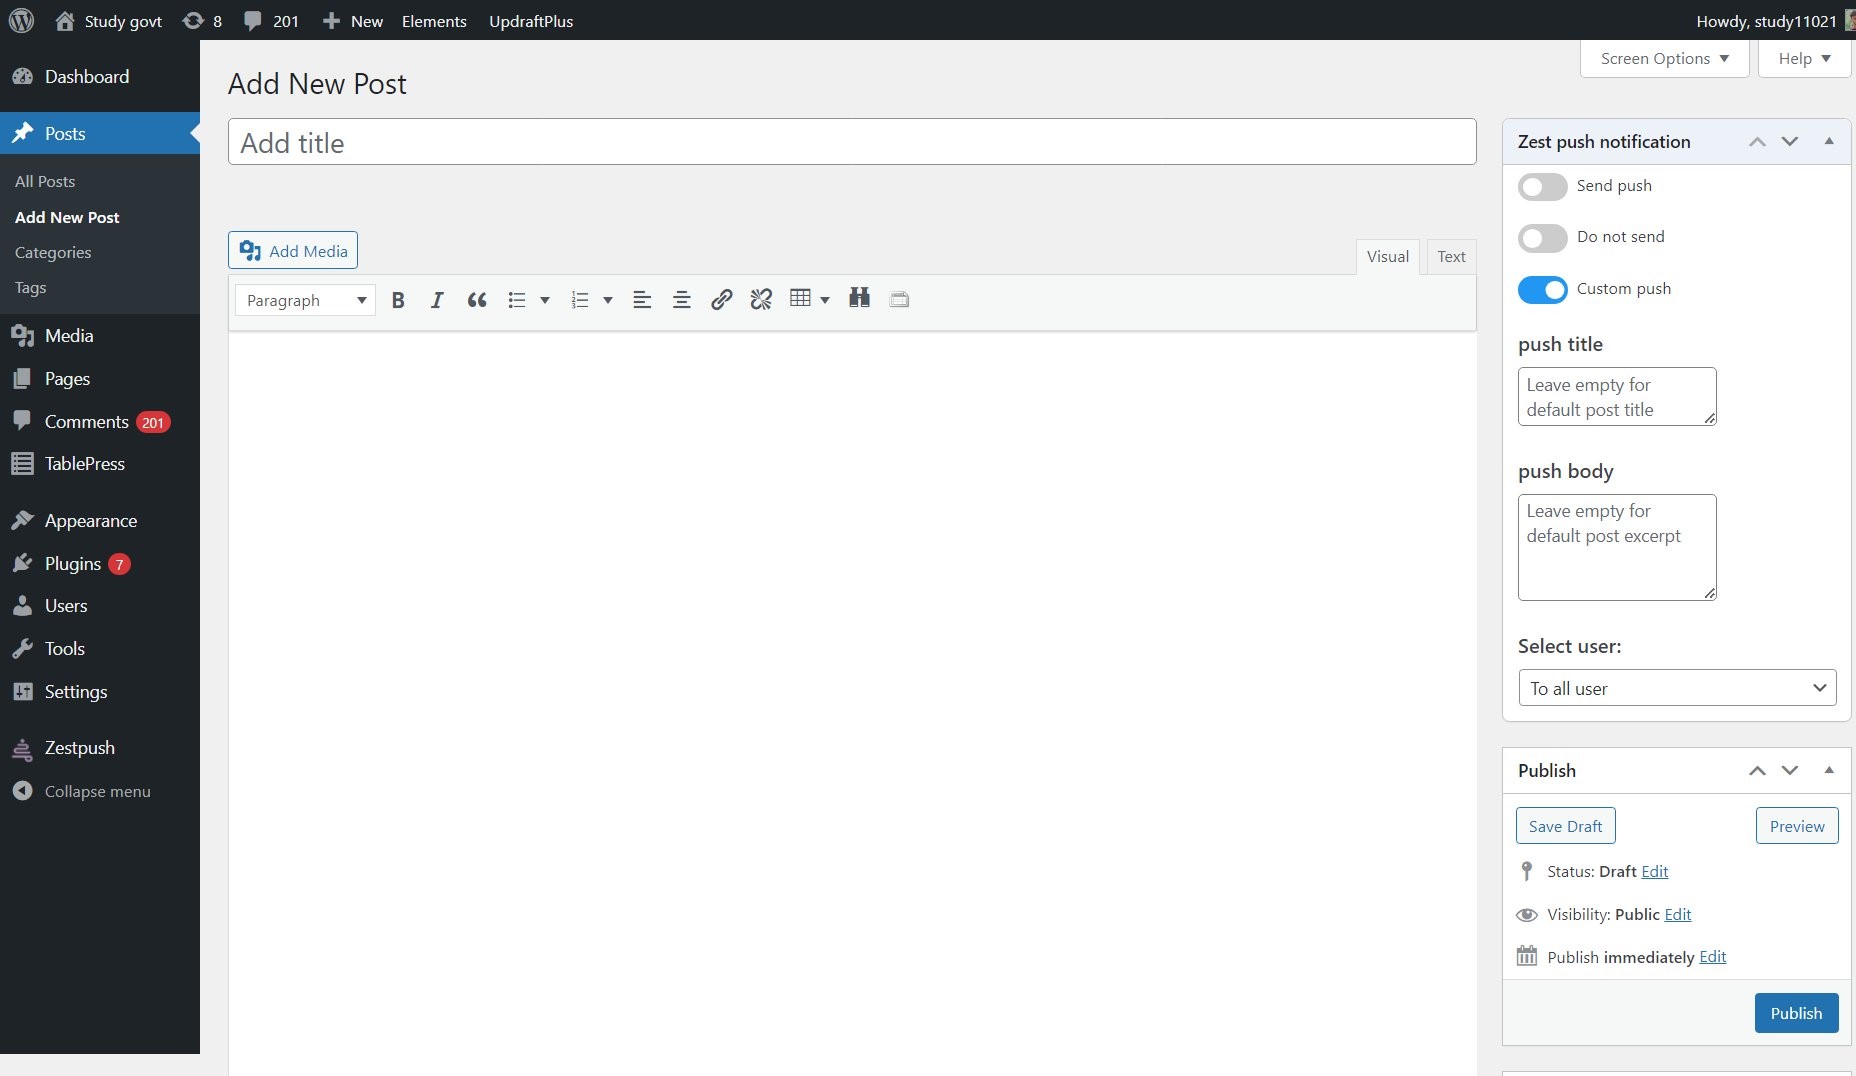 Study govt
8
201
New
Elements
UpdraftPlus
Howdy, study11021
Dashboard
Posts
All Posts
Add New Post
Categories
Tags
Media
Pages
Comments 201
TablePress
Appearance
Plugins 7
Users
Tools
Settings
Zestpush
Collapse menu
Screen Options
Help
Add New Post
Add title
Add Media
Visual
Text
Paragraph
Zest push notification
Send push
Do not send
Custom push
push title
Leave empty for
default post title
push body
Leave empty for
default post excerpt
Select user:
To all user
Publish
Save Draft
Preview
Status: Draft Edit
Visibility: Public Edit
Publish immediately Edit
Publish